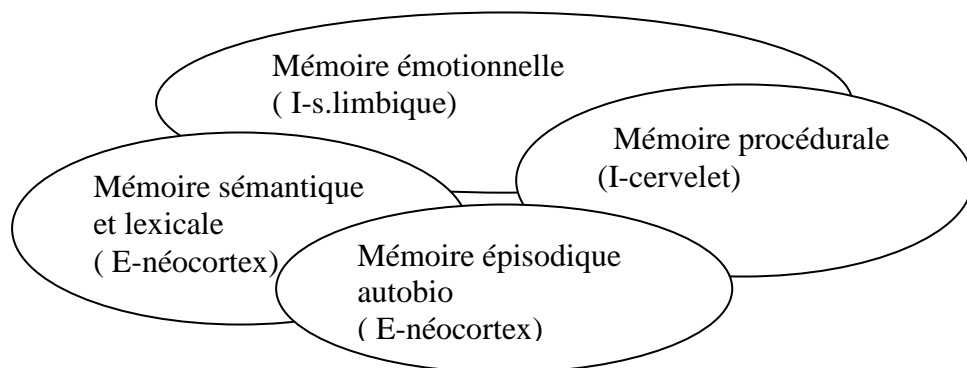 Mémoire émotionnelle
( I-s.limbique)
Mémoire procédurale
(I-cervelet)
Mémoire sémantique
et lexicale
( E-néocortex)
Mémoire épisodique
autobio
( E-néocortex)